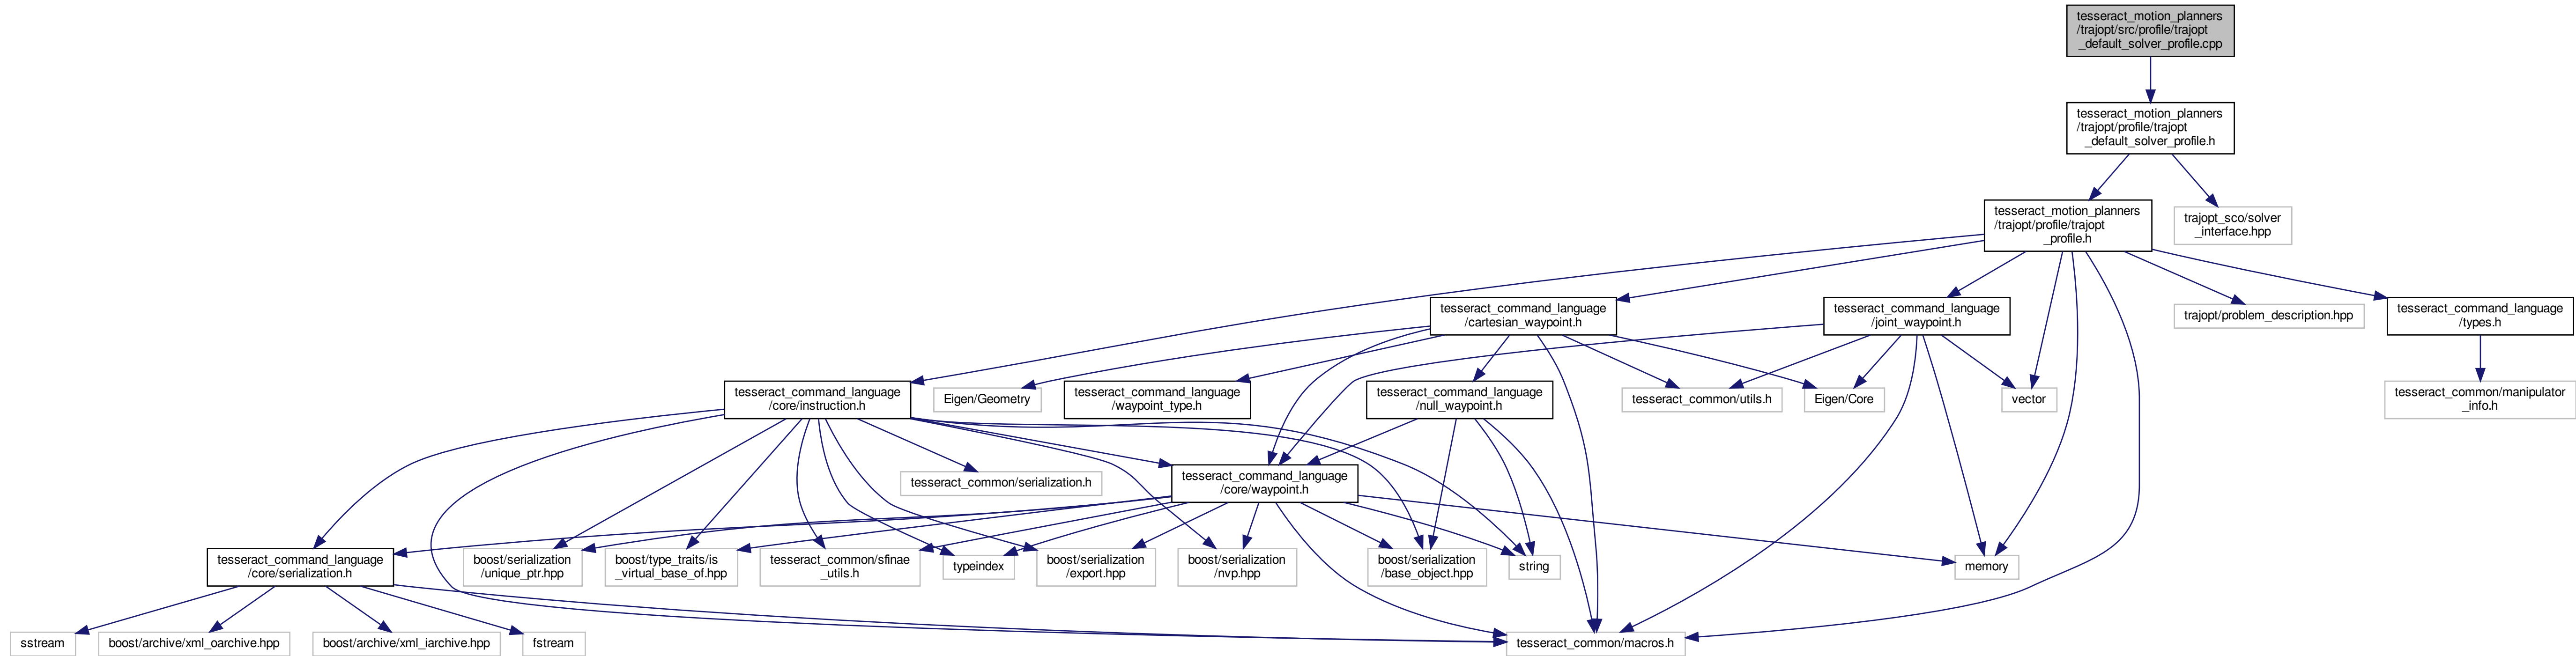 tesseract_motion_planners
/trajopt/src/profile/trajopt
_default_solver_profile.cpp
tesseract_motion_planners
/trajopt/profile/trajopt
_default_solver_profile.h
tesseract_motion_planners
/trajopt/profile/trajopt
_profile.h
trajopt_sco/solver
_interface.hpp
tesseract_command_language
/cartesian_waypoint.h
tesseract_command_language
/joint_waypoint.h
trajopt/problem_description.hpp
tesseract_command_language
/types.h
tesseract_command_language
/core/instruction.h
Eigen/Geometry
tesseract_command_language
/waypoint_type.h
tesseract_command_language
/null_waypoint.h
tesseract_common/utils.h
Eigen/Core
vector
tesseract_common/manipulator
_info.h
tesseract_common/serialization.h
tesseract_command_language
/core/waypoint.h
tesseract_command_language
/core/serialization.h
boost/serialization
/unique_ptr.hpp
boost/type_traits/is
_virtual_base_of.hpp
tesseract_common/sfinae
_utils.h
typeindex
boost/serialization
/export.hpp
boost/serialization
/nvp.hpp
boost/serialization
/base_object.hpp
string
memory
sstream
boost/archive/xml_oarchive.hpp
boost/archive/xml_iarchive.hpp
fstream
tesseract_common/macros.h